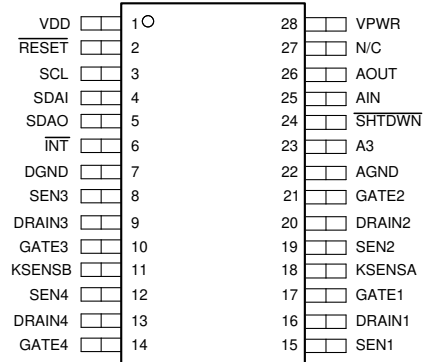 VDD 1 28 VPWR
RESET 2 27 N/C
SCL 3 26 AOUT
SDAI 4 25 AIN
SDAO 5 24 SHTDWN
INT 6 23 A3
DGND 7 22 AGND
SEN3 8 21 GATE2
DRAIN3 9 20 DRAIN2
GATE3 10 19 SEN2
KSENSB 11 18 KSENSA
SEN4 12 17 GATE1
DRAIN4 13 16 DRAIN1
GATE4 14 15 SEN1